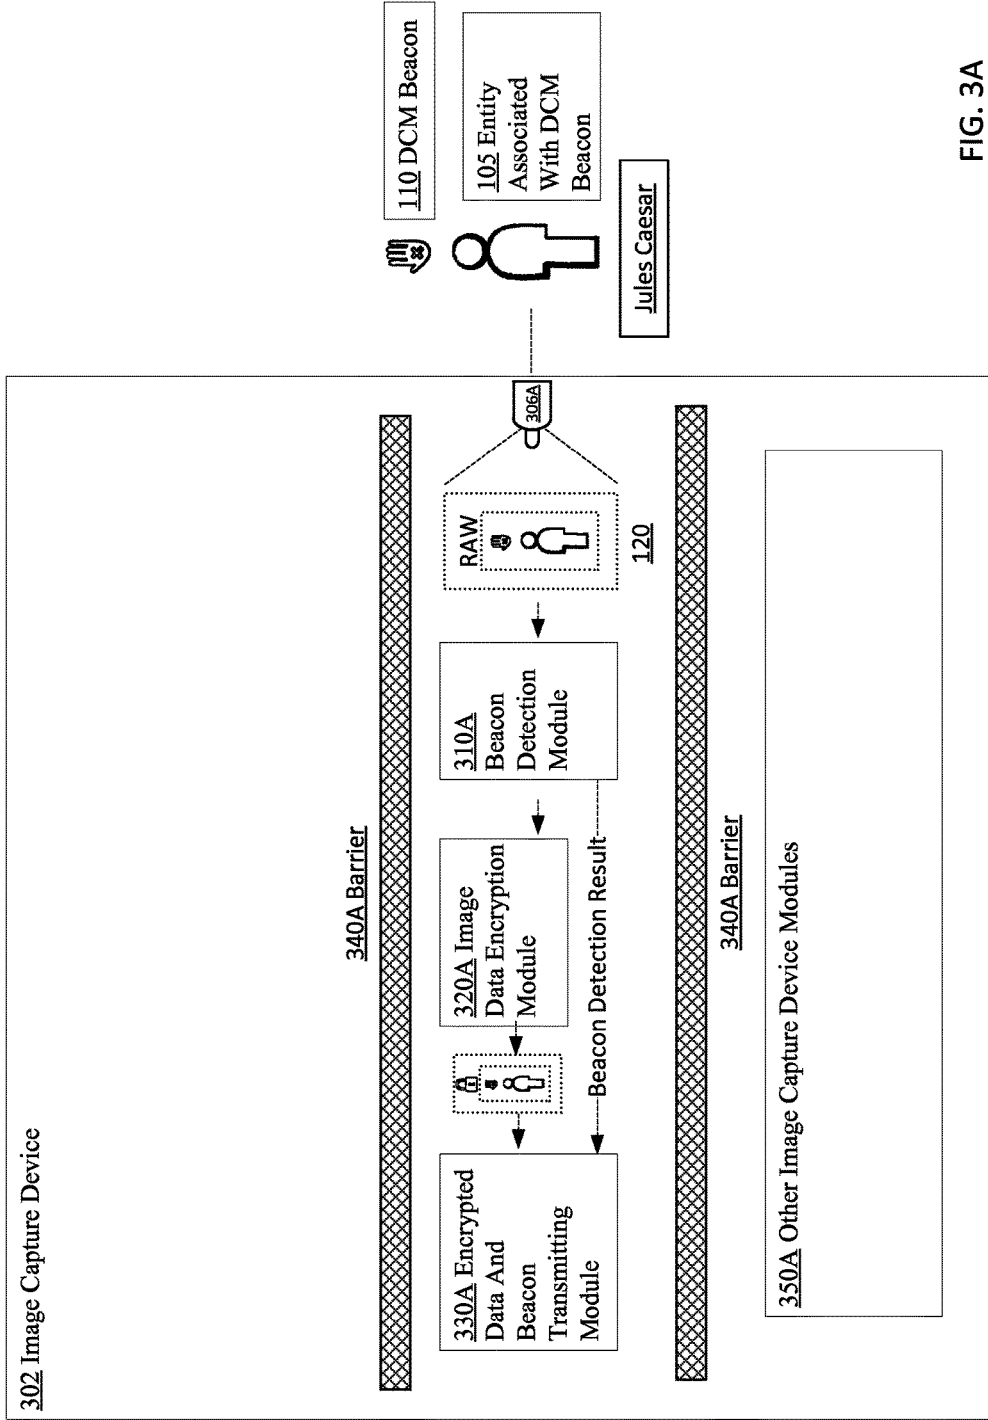 302 Image Capture Device
340A Barrier
330A Encrypted
Data And
Beacon
Transmitting
Module
320A Image
Data Encryption
Module
Beacon Detection Result
310A
Beacon
Detection
Module
RAW
120
306A
340A Barrier
350A Other Image Capture Device Modules
110 DCM Beacon
105 Entity
Associated
With DCM
Beacon
Jules Caesar
FIG. 3A